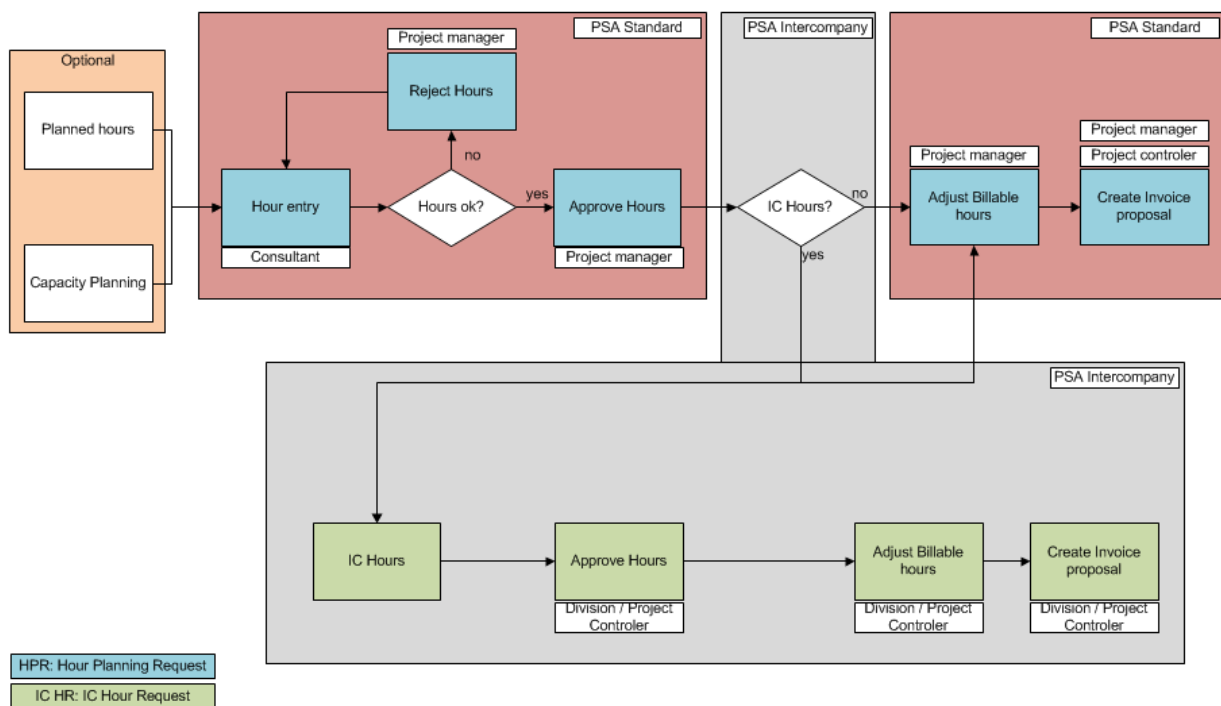 PSA Standard
PSA Intercompany
PSA Standard
Optional
Planned hours
Capacity Planning
Project manager
Reject Hours
no
Hour entry
Consultant
Hours ok?
yes
Approve Hours
Project manager
IC Hours?
no
yes
Project manager
Adjust Billable
hours
Project manager
Project controler
Create Invoice
proposal
PSA Intercompany
IC Hours
Approve Hours
Division / Project
Controler
Adjust Billable
hours
Division / Project
Controler
Create Invoice
proposal
Division / Project
Controler
HPR: Hour Planning Request
IC HR: IC Hour Request